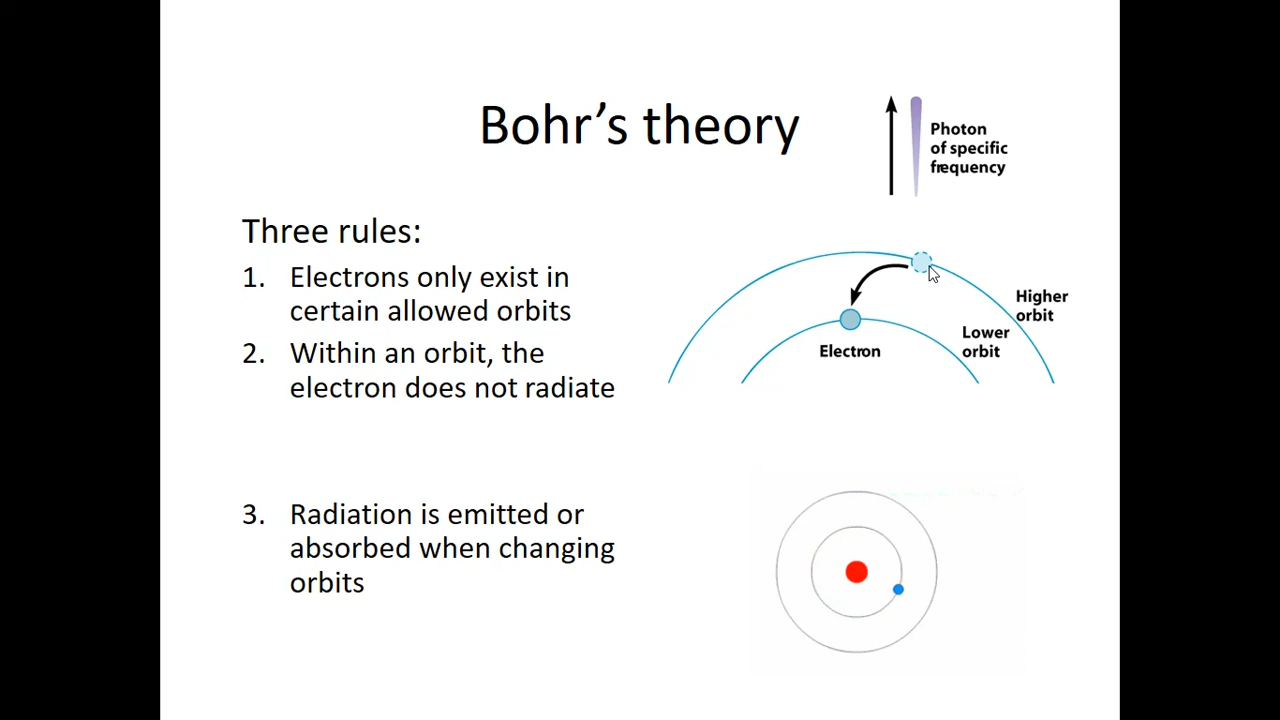 Bohr's theory
Photon
of specific
frequency
Three rules:
1. Electrons only exist in
certain allowed orbits
2. Within an orbit, the
electron does not radiate
3. Radiation is emitted or
absorbed when changing
orbits
Higher
orbit
Lower
orbit
Electron